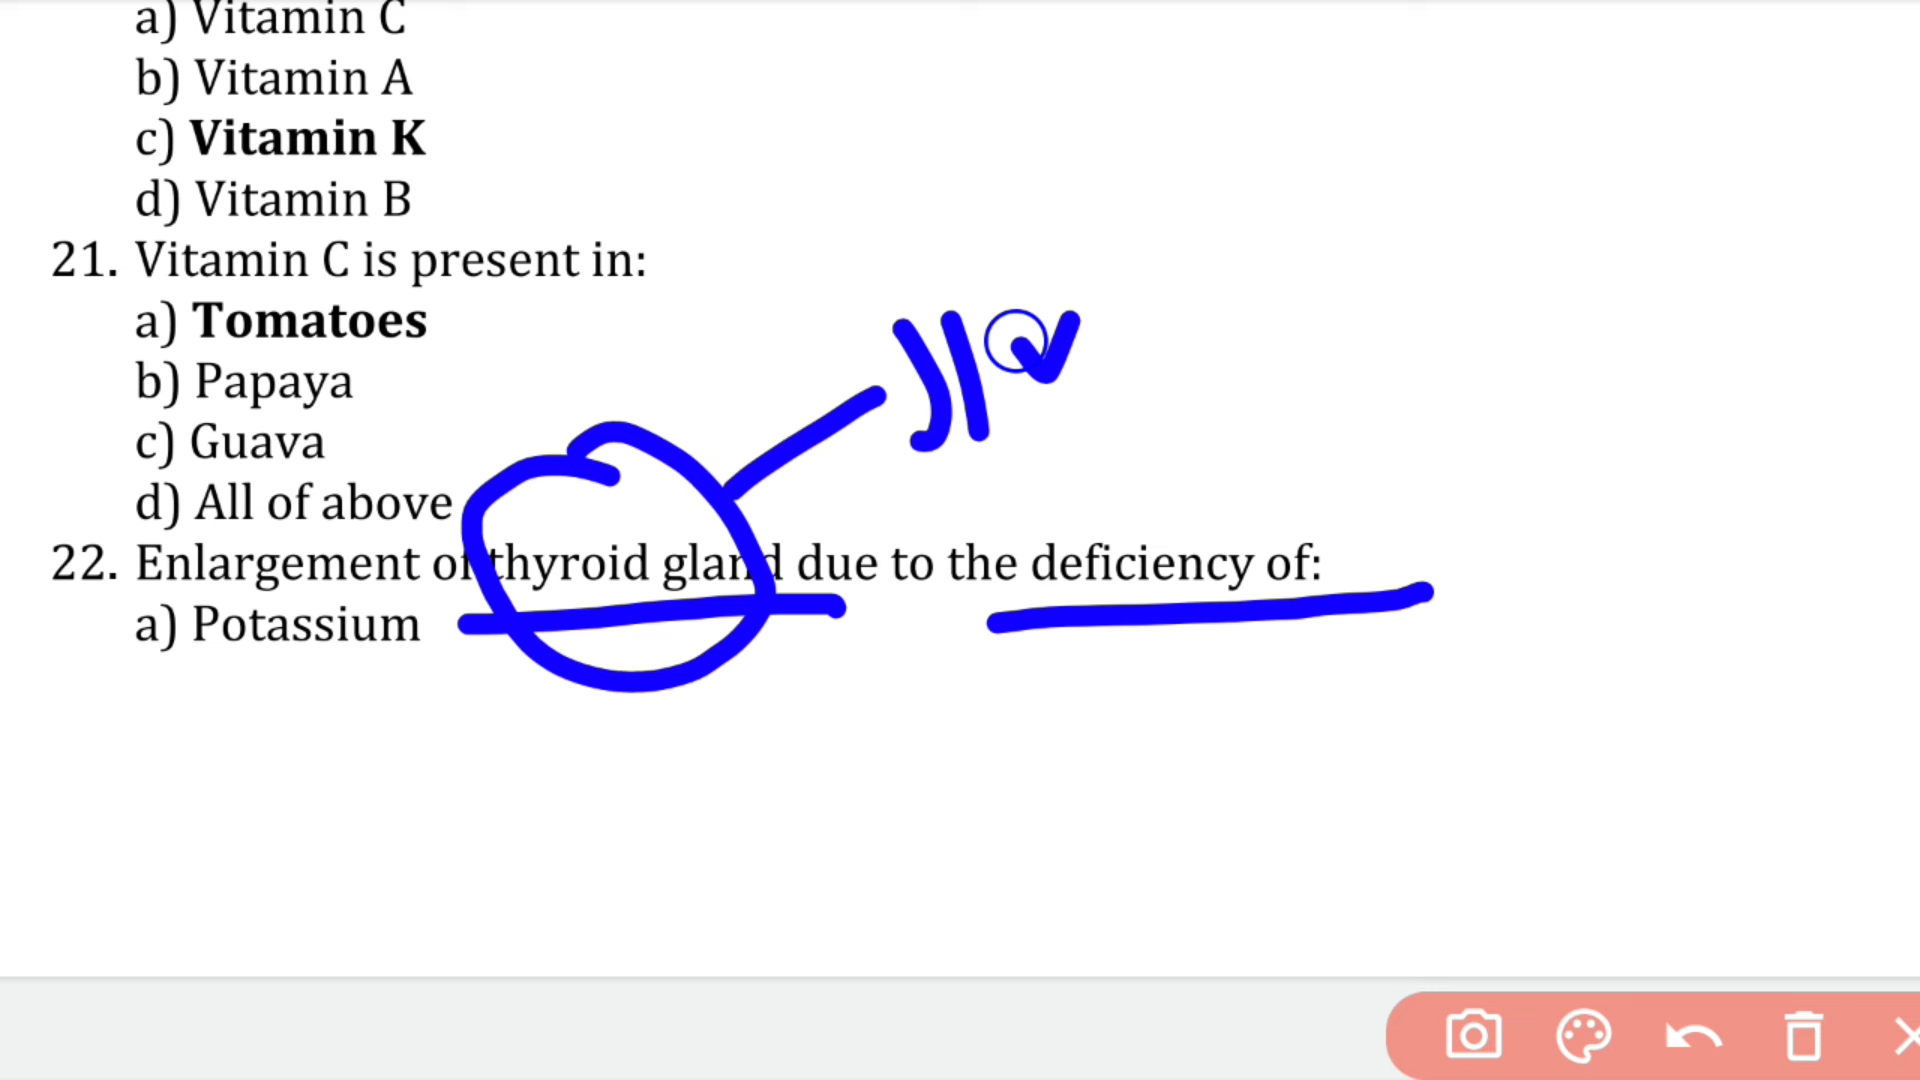 a) Vitamin C
b) Vitamin A
c) Vitamin K
d) Vitamin B
21. Vitamin C is present in:
a) Tomatoes
b) Papaya
c) Guava
d) All of above
22. Enlargement of thyroid gland due to the deficiency of:
a) Potassium